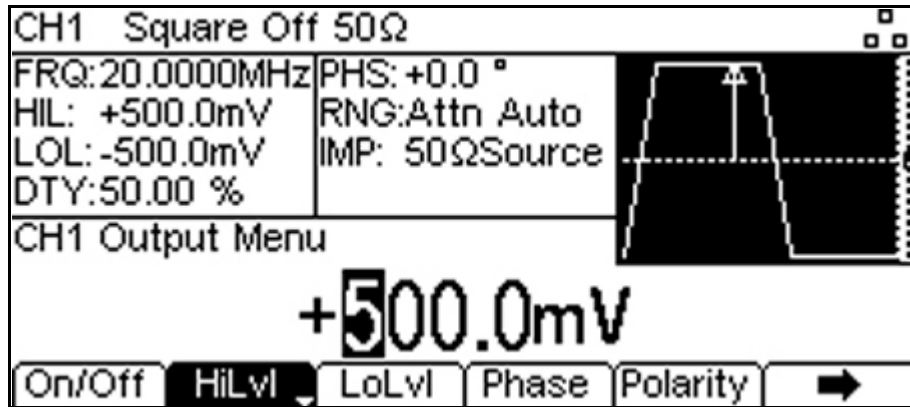 CH1 Square Off 50Ω
FRQ:20.0000MHz PHS:+0.0 °
HIL: +500.0mV RNG:Attn Auto
LOL:-500.0mV IMP: 50ΩSource
DTY:50.00 %
CH1 Output Menu
+500.0mV
On/Off HiLvl LoLvl Phase Polarity